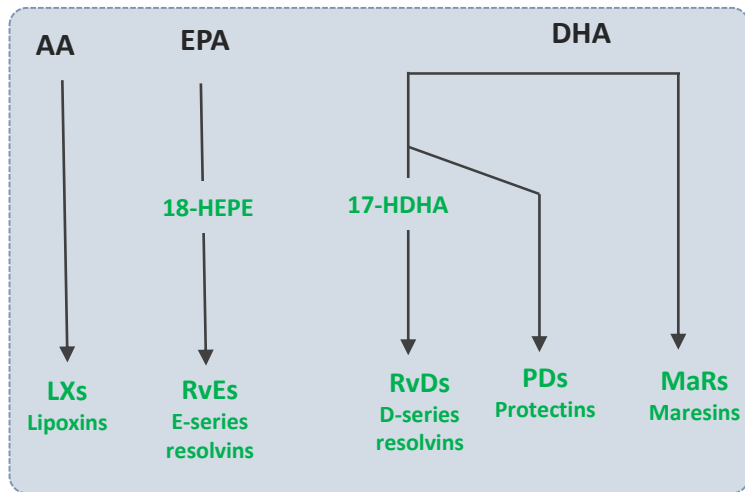 AA
EPA
DHA
18-HEPE
17-HDHA
LXs
Lipoxins
RvEs
E-series
resolvins
RvDs
D-series
resolvins
PDs
Protectins
MaRs
Maresins